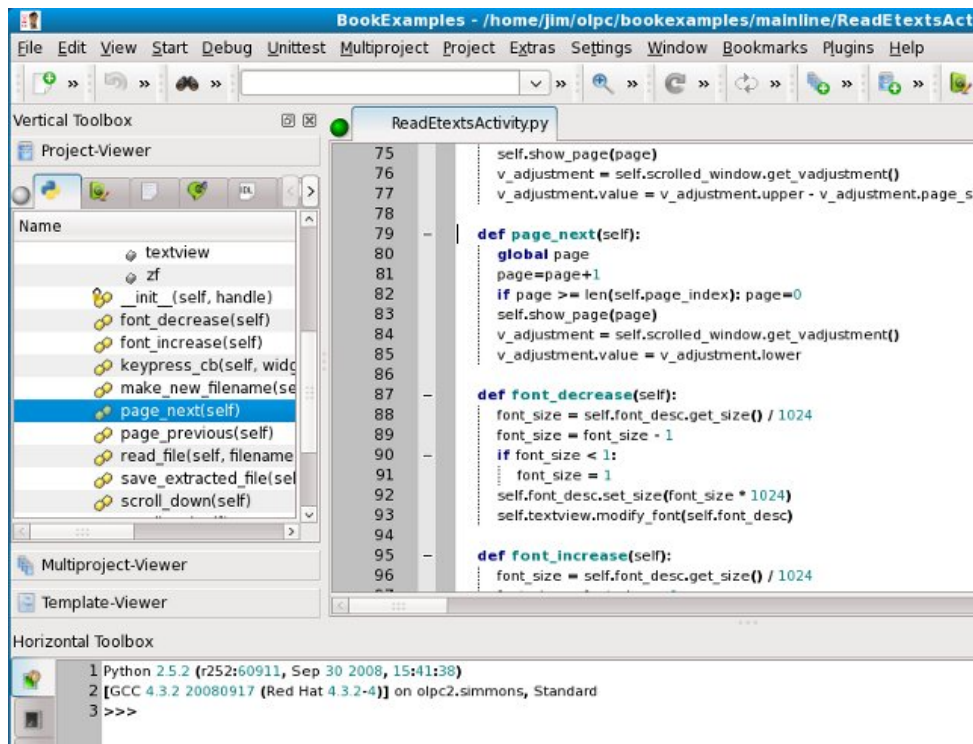 BookExamples - /home/jim/olpc/bookexamples/mainline/ReadEtextsAct
File Edit View Start Debug Unittest Multiproject Project Extras Settings Window Bookmarks Plugins Help
Vertical Toolbox
Project-Viewer
IDL
Name
textview
zf
__init__(self, handle)
font_decrease(self)
font_increase(self)
keypress_cb(self, widg
make_new_filename(se
page_next(self)
page_previous(self)
read_file(self, filename
save_extracted_file(sel
scroll_down(self)
Multiproject-Viewer
Template-Viewer
ReadEtextsActivity.py
75 self.show_page(page)
76 v_adjustment = self.scrolled_window.get_vadjustment()
77 v_adjustment.value = v_adjustment.upper - v_adjustment.page_s
78
79 def page_next(self):
80 global page
81 page=page+1
82 if page >= len(self.page_index): page=0
83 self.show_page(page)
84 v_adjustment = self.scrolled_window.get_vadjustment()
85 v_adjustment.value = v_adjustment.lower
86
87 def font_decrease(self):
88 font_size = self.font_desc.get_size() / 1024
89 font_size = font_size - 1
90 if font_size < 1:
91 font_size = 1
92 self.font_desc.set_size(font_size * 1024)
93 self.textview.modify_font(self.font_desc)
94
95 def font_increase(self):
96 font_size = self.font_desc.get_size() / 1024
Horizontal Toolbox
1 Python 2.5.2 (r252:60911, Sep 30 2008, 15:41:38)
2 [GCC 4.3.2 20080917 (Red Hat 4.3.2-4)] on olpc2.simmons, Standard
3 >>>